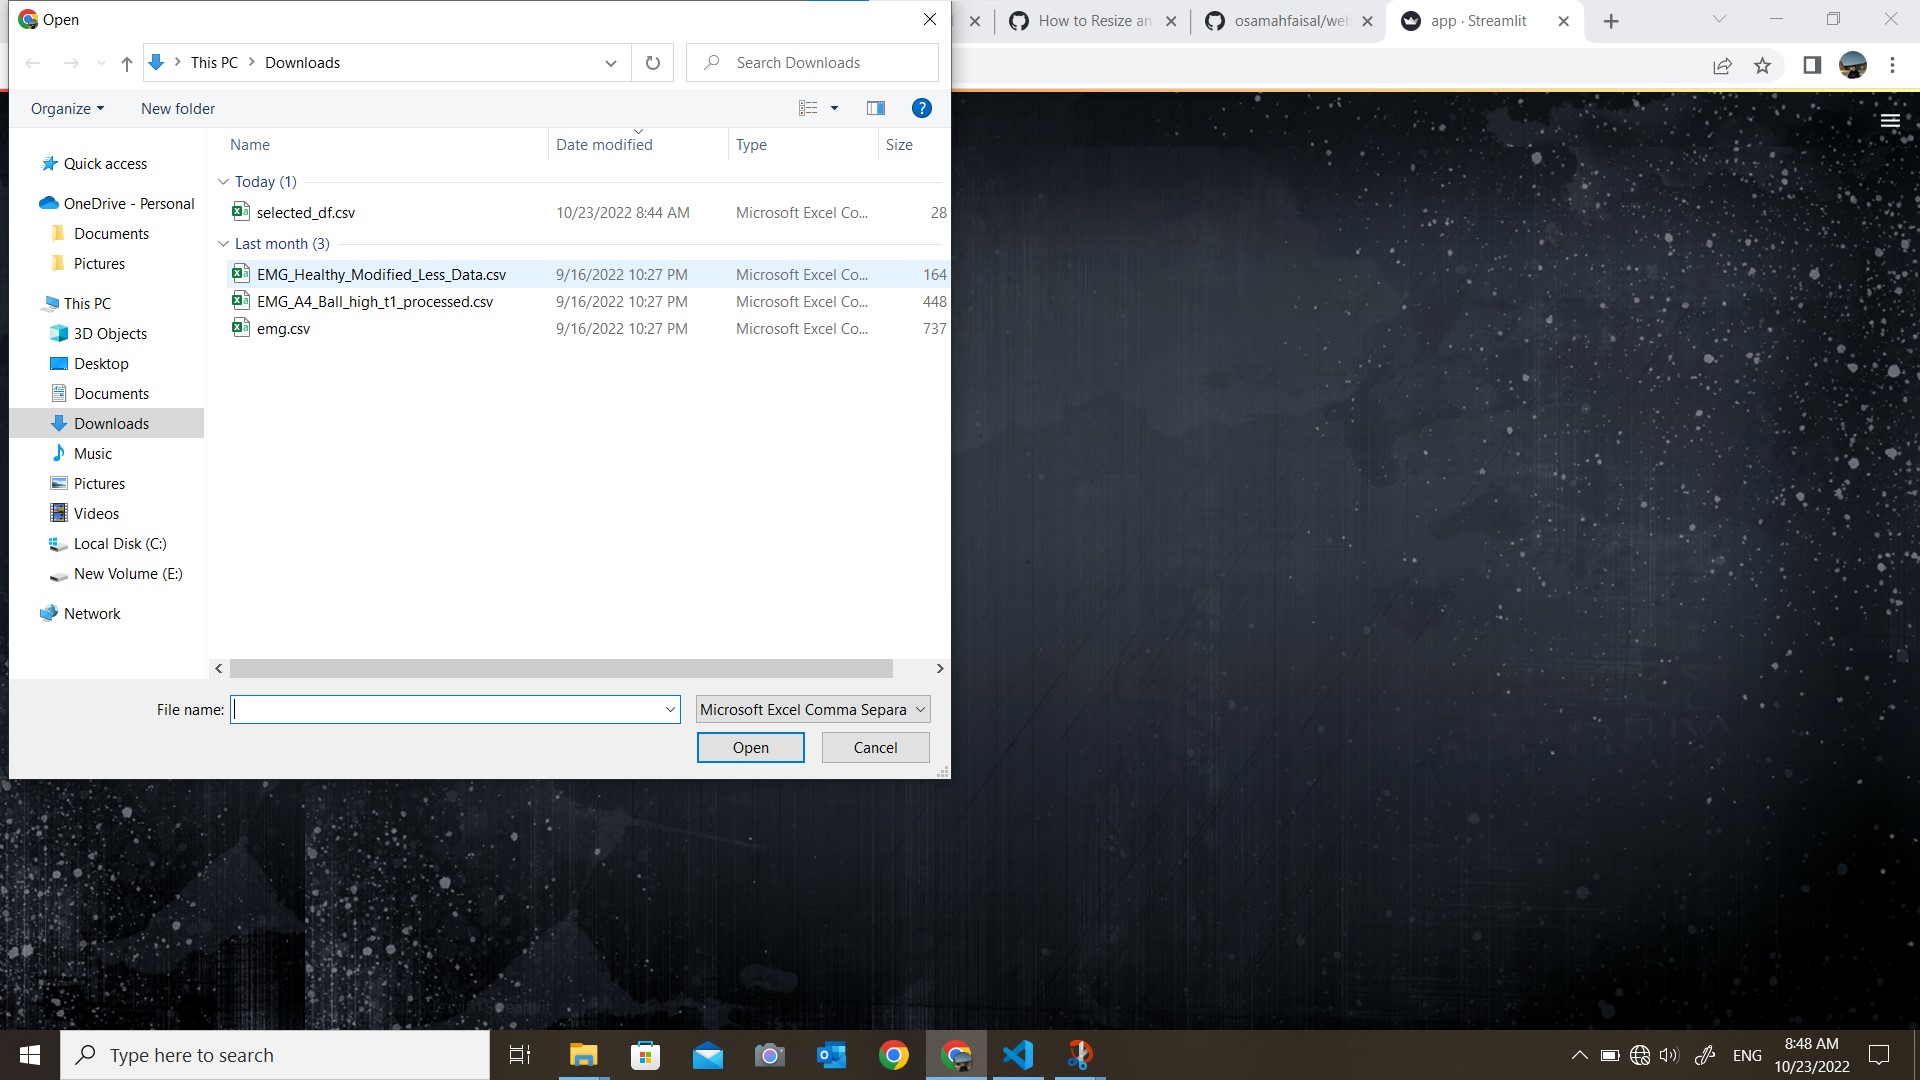 Open
How to Resize an
osamahfaisal/web
app · Streamlit
This PC
Downloads
Search Downloads
Organize
New folder
Name
Date modified
Type
Size
Quick access
OneDrive - Personal
Documents
Pictures
This PC
3D Objects
Desktop
Documents
Downloads
Music
Pictures
Videos
Local Disk (C:)
New Volume (E:)
Network
Today (1)
selected_df.csv 10/23/2022 8:44 AM Microsoft Excel Co... 28
Last month (3)
EMG_Healthy_Modified_Less_Data.csv 9/16/2022 10:27 PM Microsoft Excel Co... 164
EMG_A4_Ball_high_t1_processed.csv 9/16/2022 10:27 PM Microsoft Excel Co... 448
emg.csv 9/16/2022 10:27 PM Microsoft Excel Co... 737
File name:
Microsoft Excel Comma Separa
Open
Cancel
Type here to search
ENG
8:48 AM
10/23/2022